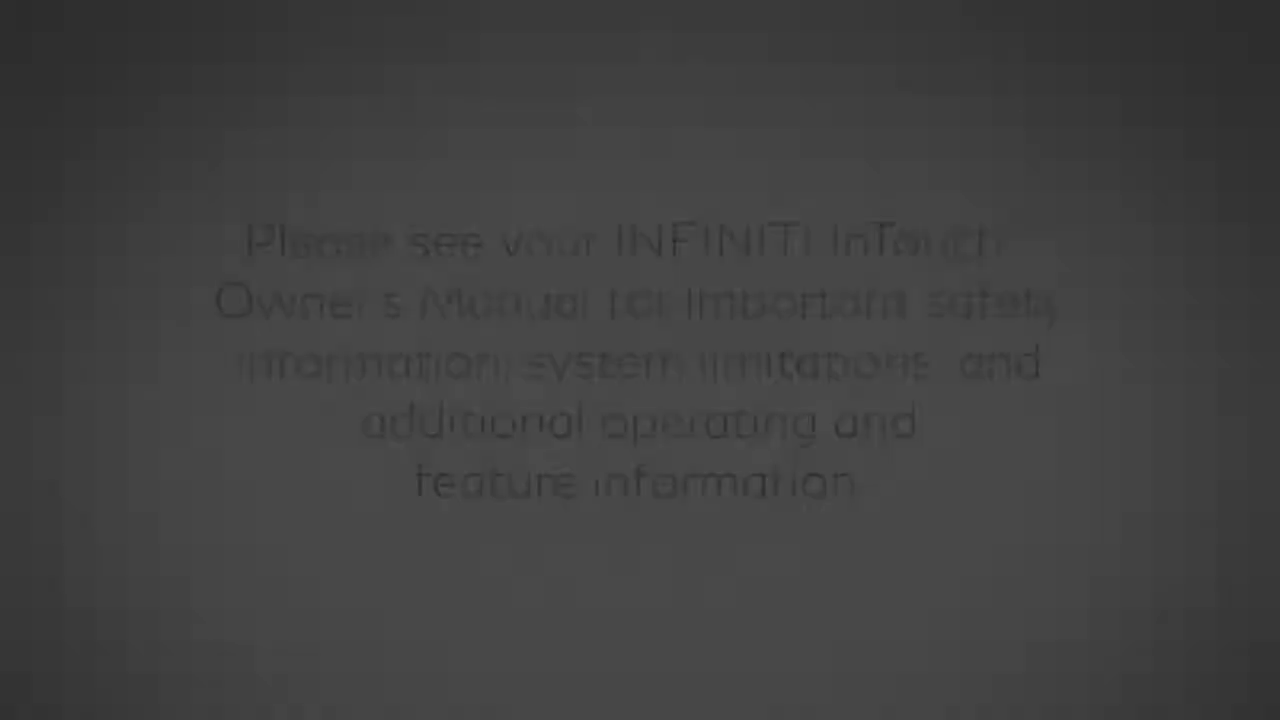 Please see your INFINITI InTouch
Owner's Manual for important safety
information, system limitations, and
additional operating and
feature information.